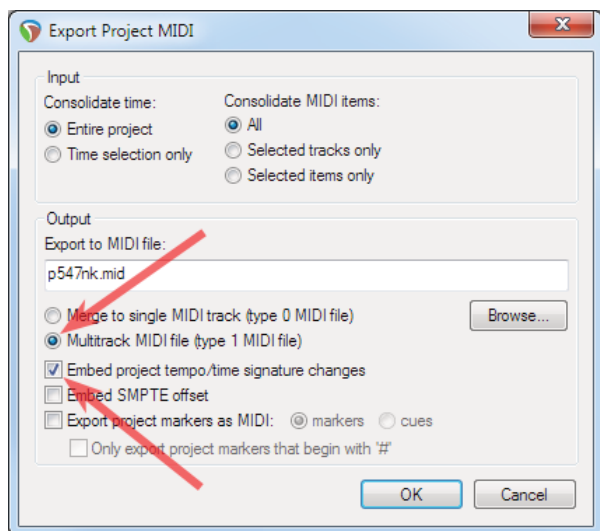 Export Project MIDI
Input
Consolidate time:
Entire project
Time selection only
Consolidate MIDI items:
All
Selected tracks only
Selected items only
Output
Export to MIDI file:
p547nk.mid
Merge to single MIDI track (type 0 MIDI file)
Browse...
Multitrack MIDI file (type 1 MIDI file)
Embed project tempo/time signature changes
Embed SMPTE offset
Export project markers as MIDI: markers cues
Only export project markers that begin with '#'
OK Cancel